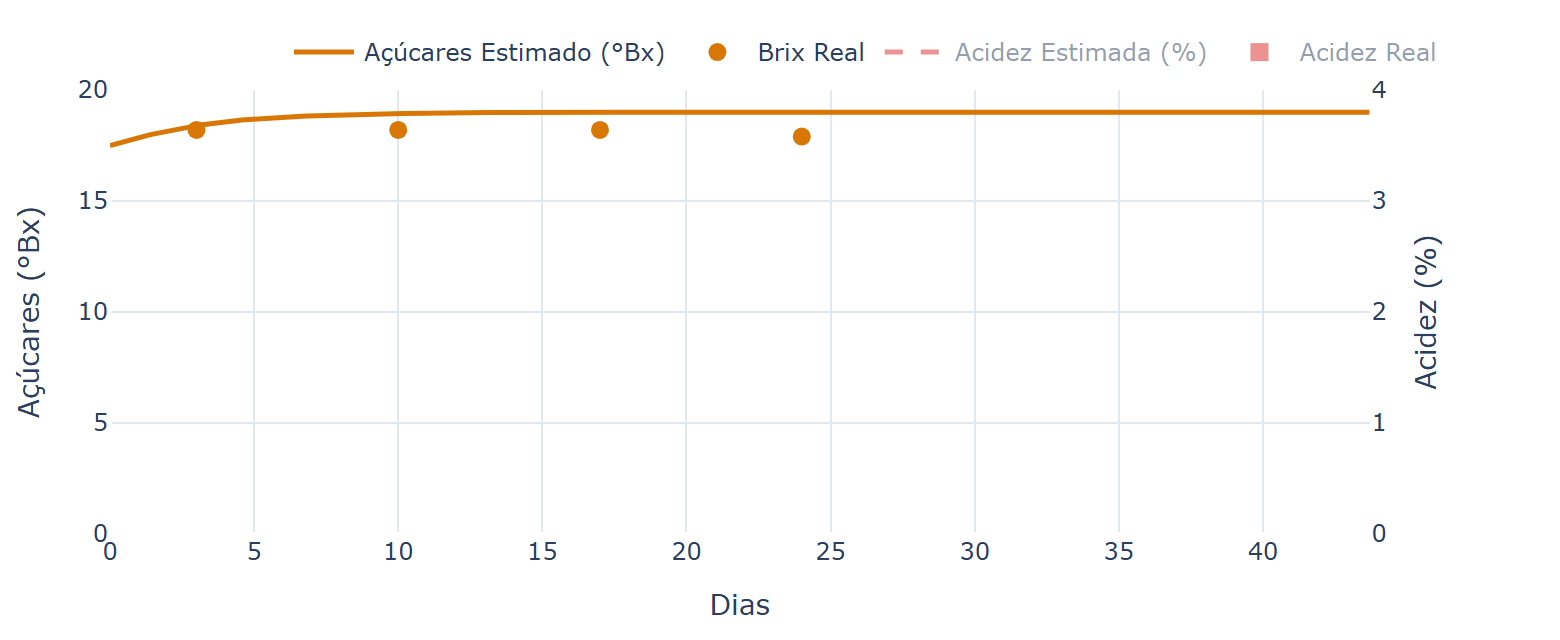 Açúcares Estimado (°Bx) Brix Real Acidez Estimada (%) Acidez Real
20
15
10
5
0
Açúcares (°Bx)
4
3
2
1
0
Acidez (%)
0 5 10 15 20 25 30 35 40
Dias